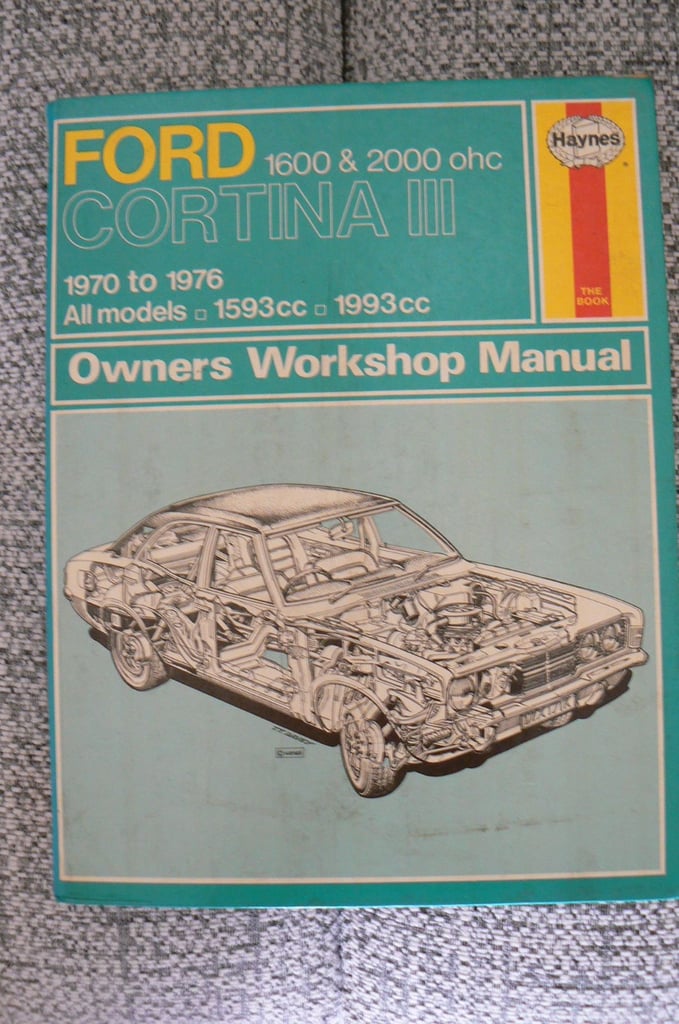 FORD 1600 & 2000 ohc
CORTINA III
1970 to 1976
All models □ 1593cc □ 1993cc
Haynes
THE
BOOK
Owners Workshop Manual